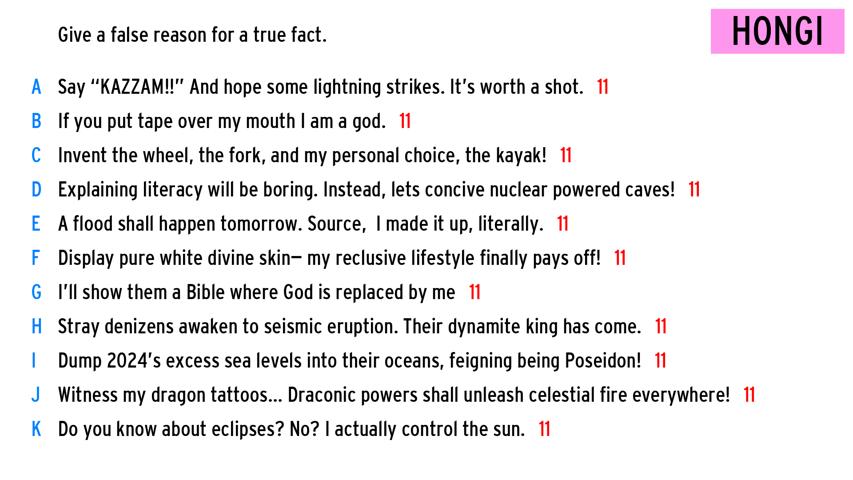 Give a false reason for a true fact.
HONGI
A Say “KAZZAM!!” And hope some lightning strikes. It’s worth a shot. 11
B If you put tape over my mouth I am a god. 11
C Invent the wheel, the fork, and my personal choice, the kayak! 11
D Explaining literacy will be boring. Instead, lets concive nuclear powered caves! 11
E A flood shall happen tomorrow. Source,  I made it up, literally. 11
F Display pure white divine skin— my reclusive lifestyle finally pays off! 11
G I’ll show them a Bible where God is replaced by me 11
H Stray denizens awaken to seismic eruption. Their dynamite king has come. 11
I Dump 2024’s excess sea levels into their oceans, feigning being Poseidon! 11
J Witness my dragon tattoos... Draconic powers shall unleash celestial fire everywhere! 11
K Do you know about eclipses? No? I actually control the sun. 11